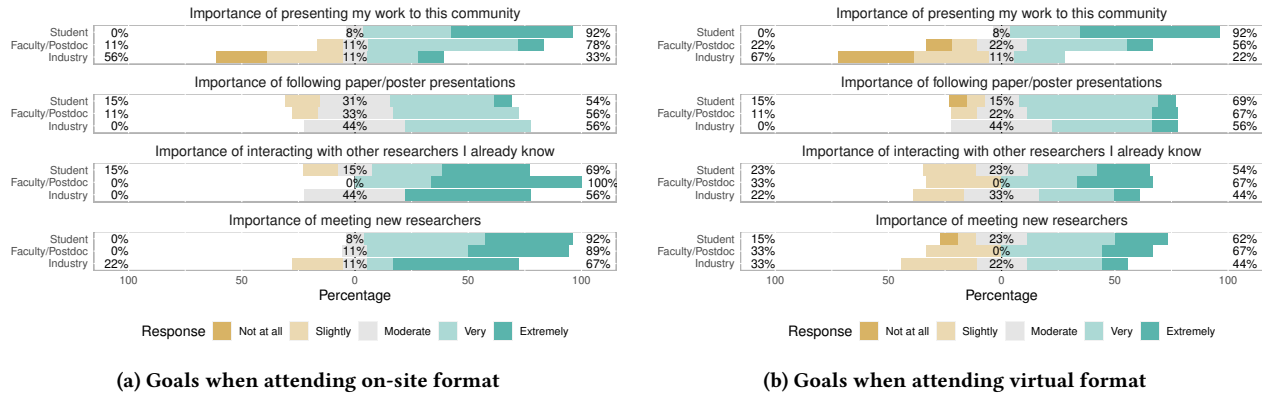 Importance of presenting my work to this community
Student 0% 8% 92%
Faculty/Postdoc 11% 11% 78%
Industry 56% 11% 33%
Importance of following paper/poster presentations
Student 15% 31% 54%
Faculty/Postdoc 11% 33% 56%
Industry 0% 44% 56%
Importance of interacting with other researchers I already know
Student 15% 15% 69%
Faculty/Postdoc 0% 0% 100%
Industry 0% 44% 56%
Importance of meeting new researchers
Student 0% 8% 92%
Faculty/Postdoc 0% 11% 89%
Industry 22% 11% 67%
100 50 0 50 100
Percentage
Response Not at all Slightly Moderate Very Extremely
(a) Goals when attending on-site format
Importance of presenting my work to this community
Student 0% 8% 92%
Faculty/Postdoc 22% 22% 56%
Industry 67% 11% 22%
Importance of following paper/poster presentations
Student 15% 15% 69%
Faculty/Postdoc 11% 22% 67%
Industry 0% 44% 56%
Importance of interacting with other researchers I already know
Student 23% 23% 54%
Faculty/Postdoc 33% 0% 67%
Industry 22% 33% 44%
Importance of meeting new researchers
Student 15% 23% 62%
Faculty/Postdoc 33% 0% 67%
Industry 33% 22% 44%
100 50 0 50 100
Percentage
Response Not at all Slightly Moderate Very Extremely
(b) Goals when attending virtual format